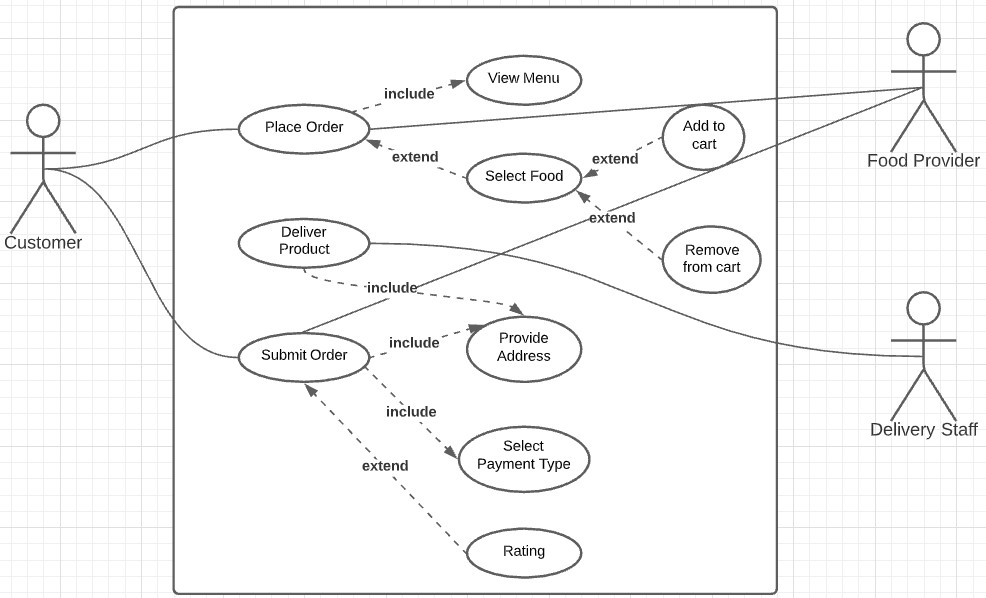 View Menu
include
Place Order
Add to
cart
extend
extend
Select Food
Food Provider
Customer
extend
Deliver
Product
Remove
from cart
include
Provide
Address
include
Submit Order
include
Delivery Staff
Select
Payment Type
extend
Rating